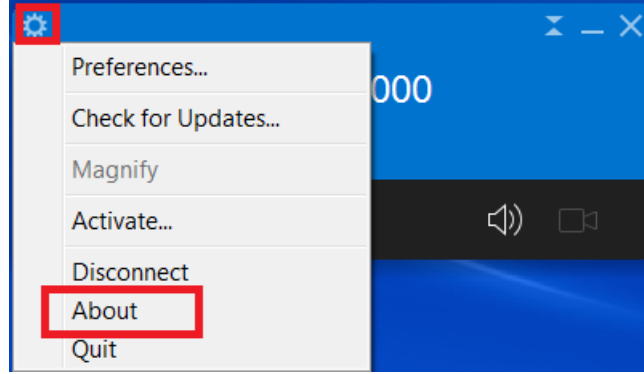 Preferences...
000
Check for Updates...
Magnify
Activate...
Disconnect
About
Quit